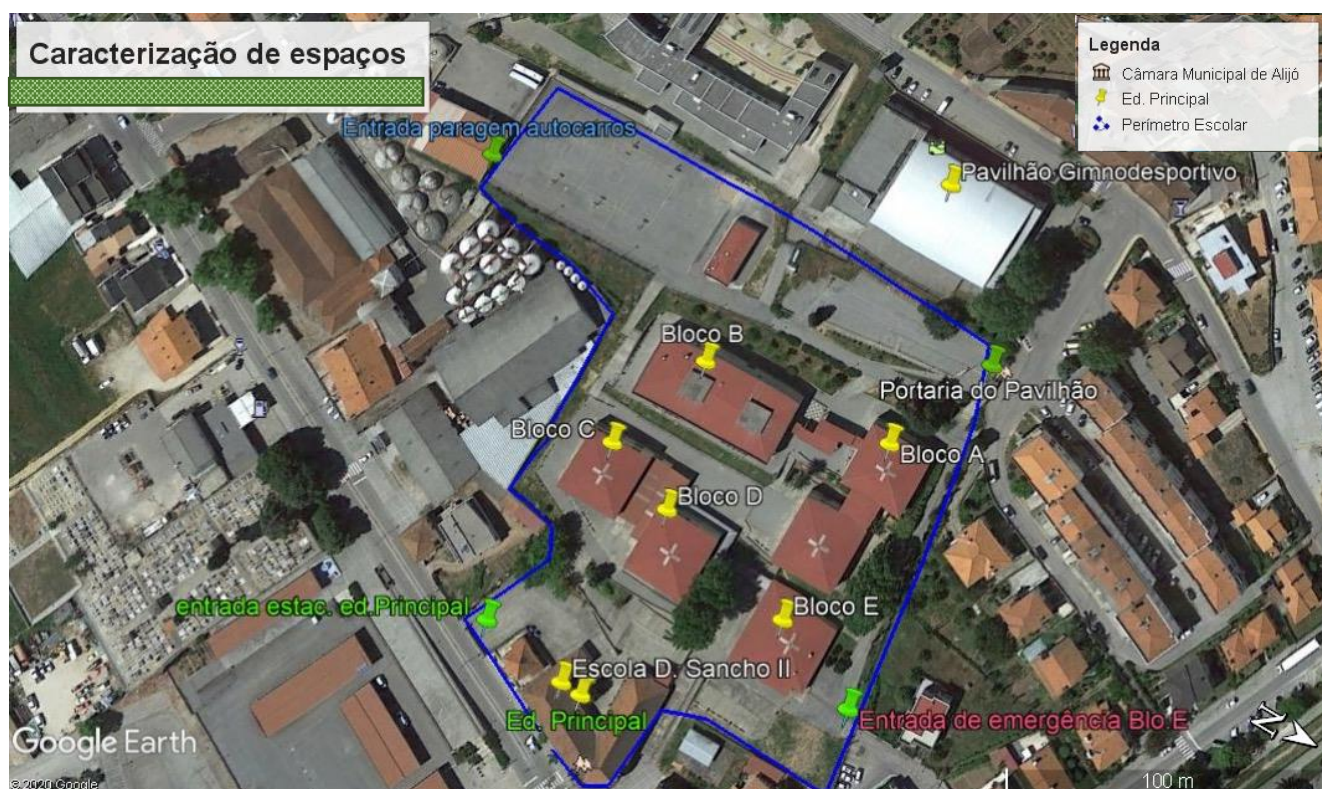 Caracterização de espaços
Legenda
Câmara Municipal de Alijó
Ed. Principal
Perímetro Escolar
Entrada paragem autocarros
Pavilhão Gimnodesportivo
Bloco B
Portaria do Pavilhão
Bloco C
Bloco A
Bloco D
entrada estac. ed.Principal
Bloco E
Escola D. Sancho II
Ed. Principal
Entrada de emergência Blo.E
Google Earth
N
© 2020 Google
100 m